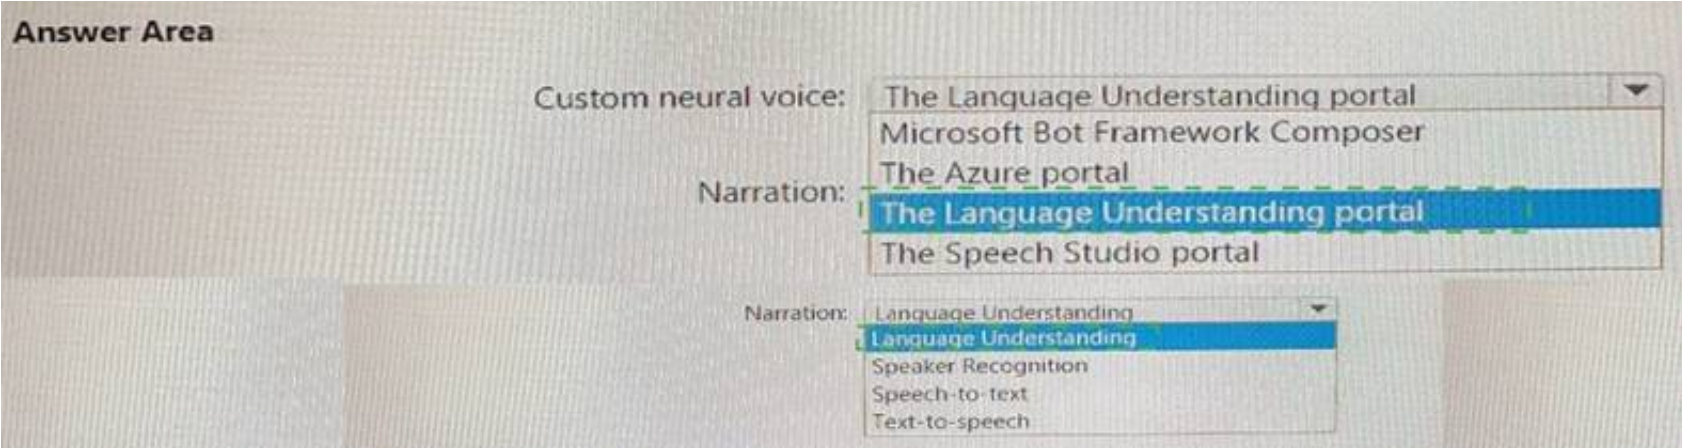 Answer Area
Custom neural voice: The Language Understanding portal
Microsoft Bot Framework Composer
The Azure portal
Narration:
The Language Understanding portal
The Speech Studio portal
Narration: Language Understanding
Language Understanding
Speaker Recognition
Speech-to-text
Text-to-speech